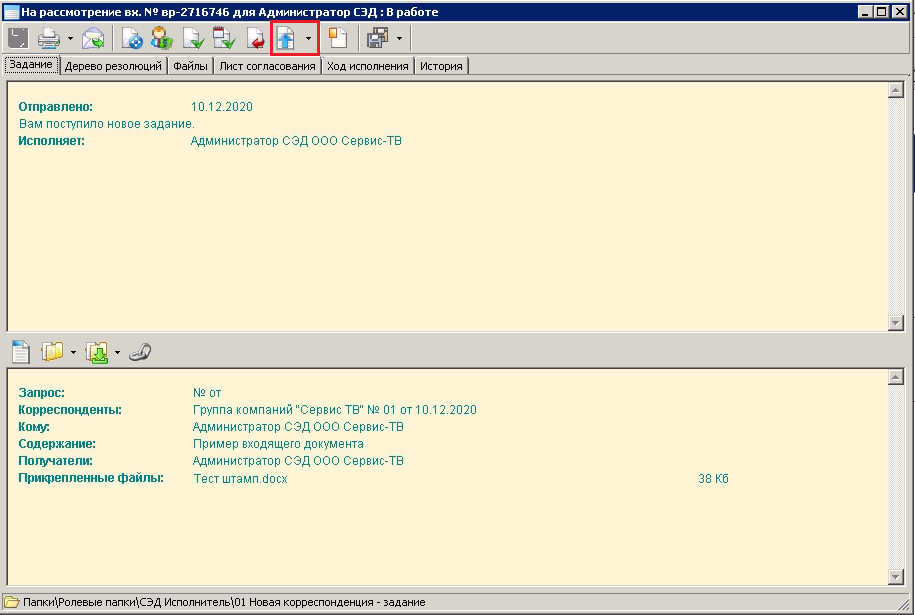 На рассмотрение вх. № вр-2716746 для Администратор СЭД : В работе
Задание Дерево резолюций Файлы Лист согласования Ход исполнения История
Отправлено: 10.12.2020
Вам поступило новое задание.
Исполняет: Администратор СЭД ООО Сервис-ТВ
Запрос: № от
Корреспонденты: Группа компаний "Сервис ТВ" № 01 от 10.12.2020
Кому: Администратор СЭД ООО Сервис-ТВ
Содержание: Пример входящего документа
Получатели: Администратор СЭД ООО Сервис-ТВ
Прикрепленные файлы: Тест штамп.docx 38 Кб
Папки\Ролевые папки\СЭД Исполнитель\01 Новая корреспонденция - задание